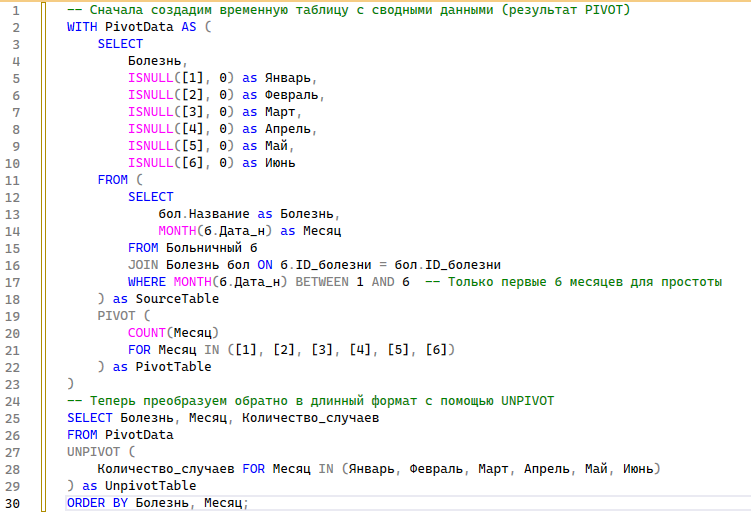 1 -- Сначала создадим временную таблицу с сводными данными (результат PIVOT)
2 WITH PivotData AS (
3     SELECT
4         Болезнь,
5         ISNULL([1], 0) as Январь,
6         ISNULL([2], 0) as Февраль,
7         ISNULL([3], 0) as Март,
8         ISNULL([4], 0) as Апрель,
9         ISNULL([5], 0) as Май,
10         ISNULL([6], 0) as Июнь
11     FROM (
12         SELECT
13             бол.Название as Болезнь,
14             MONTH(б.Дата_н) as Месяц
15         FROM Больничный б
16         JOIN Болезнь бол ON б.ID_болезни = бол.ID_болезни
17         WHERE MONTH(б.Дата_н) BETWEEN 1 AND 6  -- Только первые 6 месяцев для простоты
18     ) as SourceTable
19     PIVOT (
20         COUNT(Месяц)
21         FOR Месяц IN ([1], [2], [3], [4], [5], [6])
22     ) as PivotTable
23 )
24 -- Теперь преобразуем обратно в длинный формат с помощью UNPIVOT
25 SELECT Болезнь, Месяц, Количество_случаев
26 FROM PivotData
27 UNPIVOT (
28     Количество_случаев FOR Месяц IN (Январь, Февраль, Март, Апрель, Май, Июнь)
29 ) as UnpivotTable
30 ORDER BY Болезнь, Месяц;